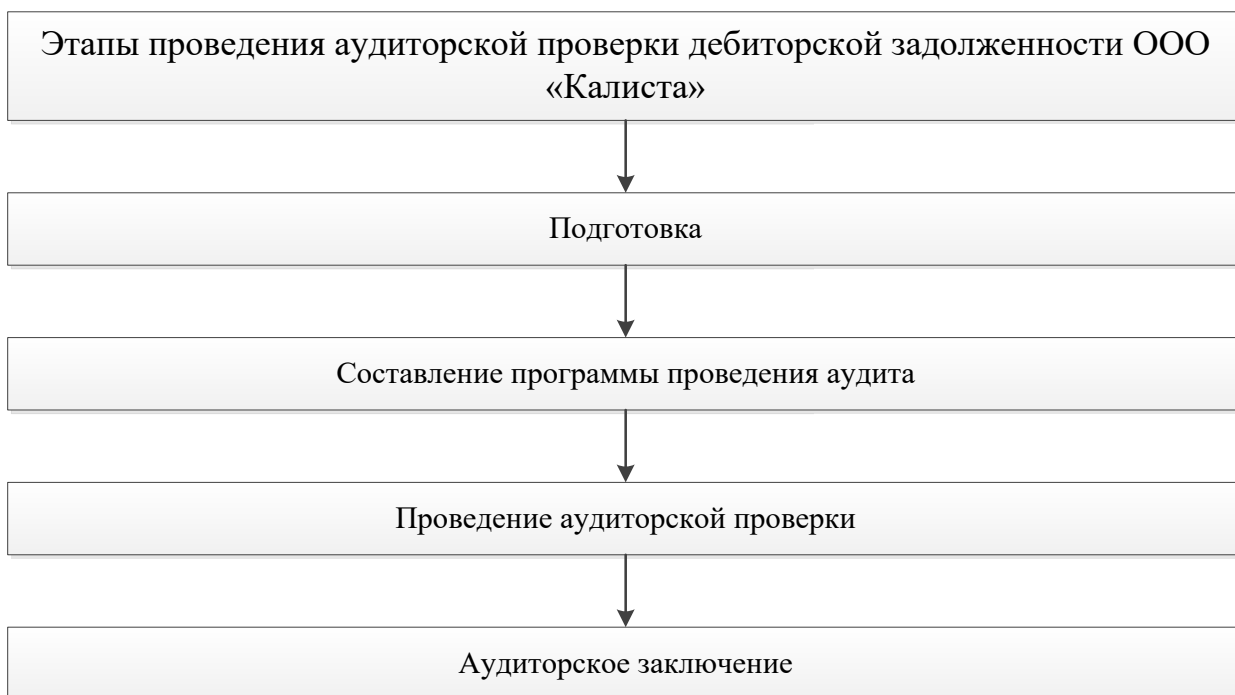 Этапы проведения аудиторской проверки дебиторской задолженности ООО
«Калиста»
Подготовка
Составление программы проведения аудита
Проведение аудиторской проверки
Аудиторское заключение